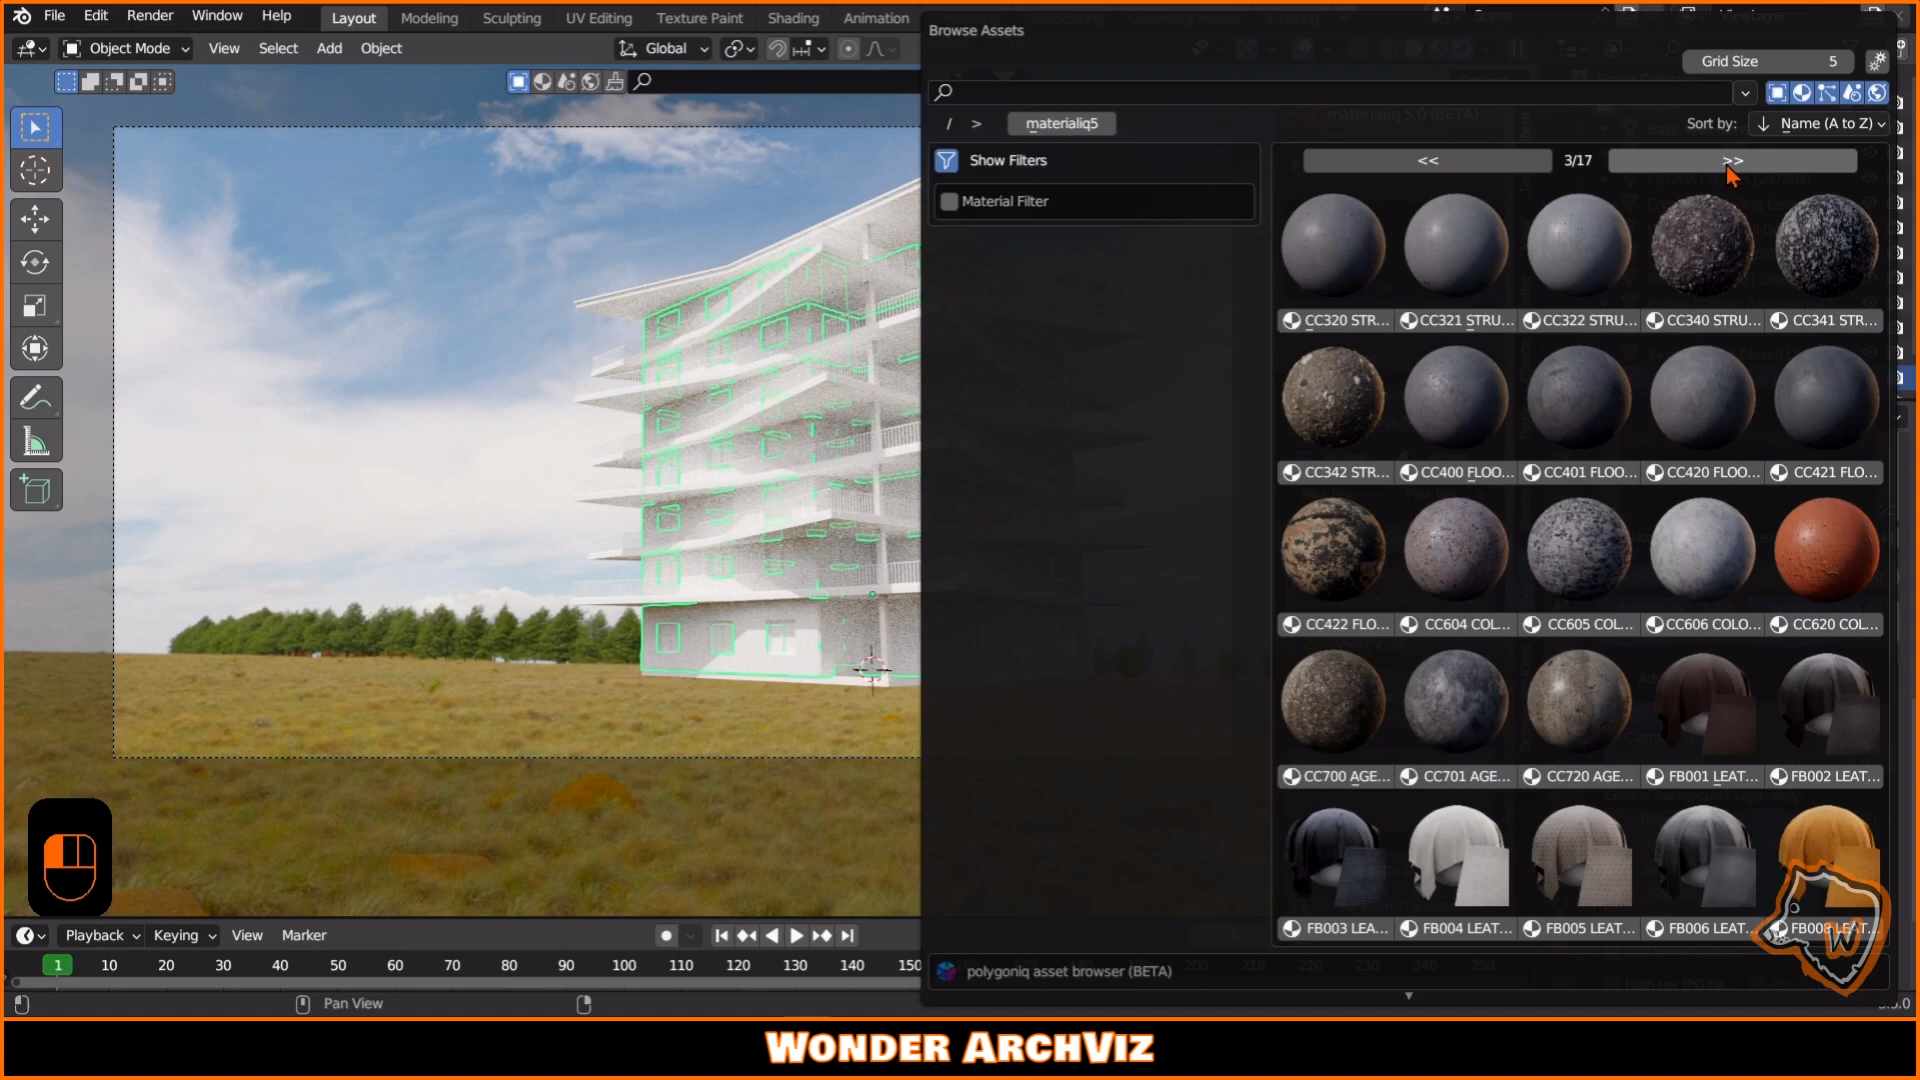 File Edit Render Window Help Layout Modeling Sculpting UV Editing Texture Paint Shading Animation
Browse Assets
Object Mode View Select Add Object Global
Grid Size 5
/ > materialiq5
Sort by: Name (A to Z)
Show Filters
Material Filter
<< 3/17 >>
CC320 STR... CC321 STRU... CC322 STRU... CC340 STRU... CC341 STR...
CC342 STR... CC400 FLOO... CC401 FLOO... CC420 FLOO... CC421 FLO...
CC422 FLO... CC604 COL... CC605 COL... CC606 COLO... CC620 COL...
CC700 AGE... CC701 AGE... CC720 AGE... FB001 LEAT... FB002 LEAT...
FB003 LEA... FB004 LEAT... FB005 LEAT... FB006 LEAT... FB008 LEAT...
W
Playback Keying View Marker
1 10 20 30 40 50 60 70 80 90 100 110 120 130 140 150
polygoniq asset browser (BETA)
Pan View
WONDER ARCHVIZ